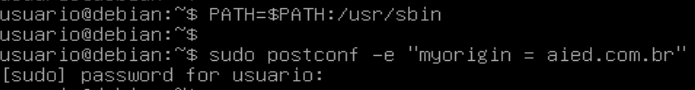 usuario@debian:~$ PATH=$PATH:/usr/sbin
usuario@debian:~$
usuario@debian:~$ sudo postconf -e "myorigin = aied.com.br"
[sudo] password for usuario: